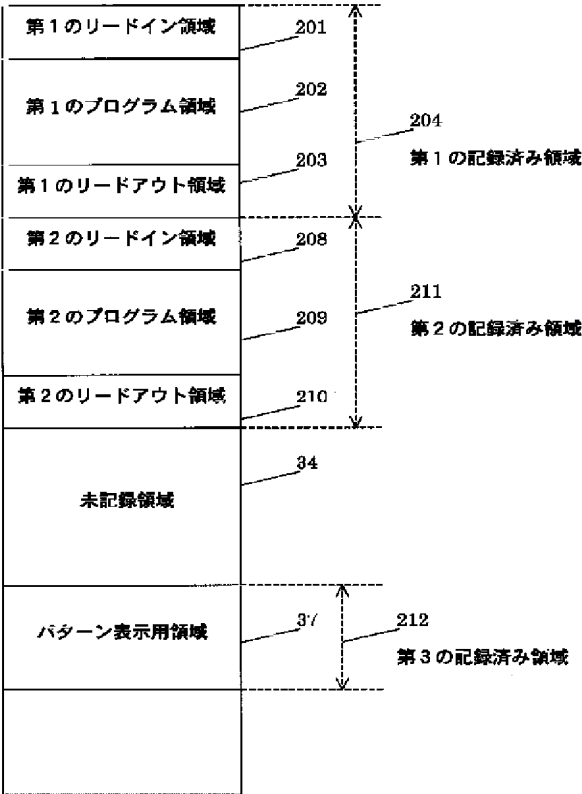 第１のリードイン領域
201
第１のプログラム領域
202
204
第１の記録済み領域
第１のリードアウト領域
203
第２のリードイン領域
208
第２のプログラム領域
209
211
第２の記録済み領域
第２のリードアウト領域
210
34
未記録領域
パターン表示用領域
37
212
第３の記録済み領域